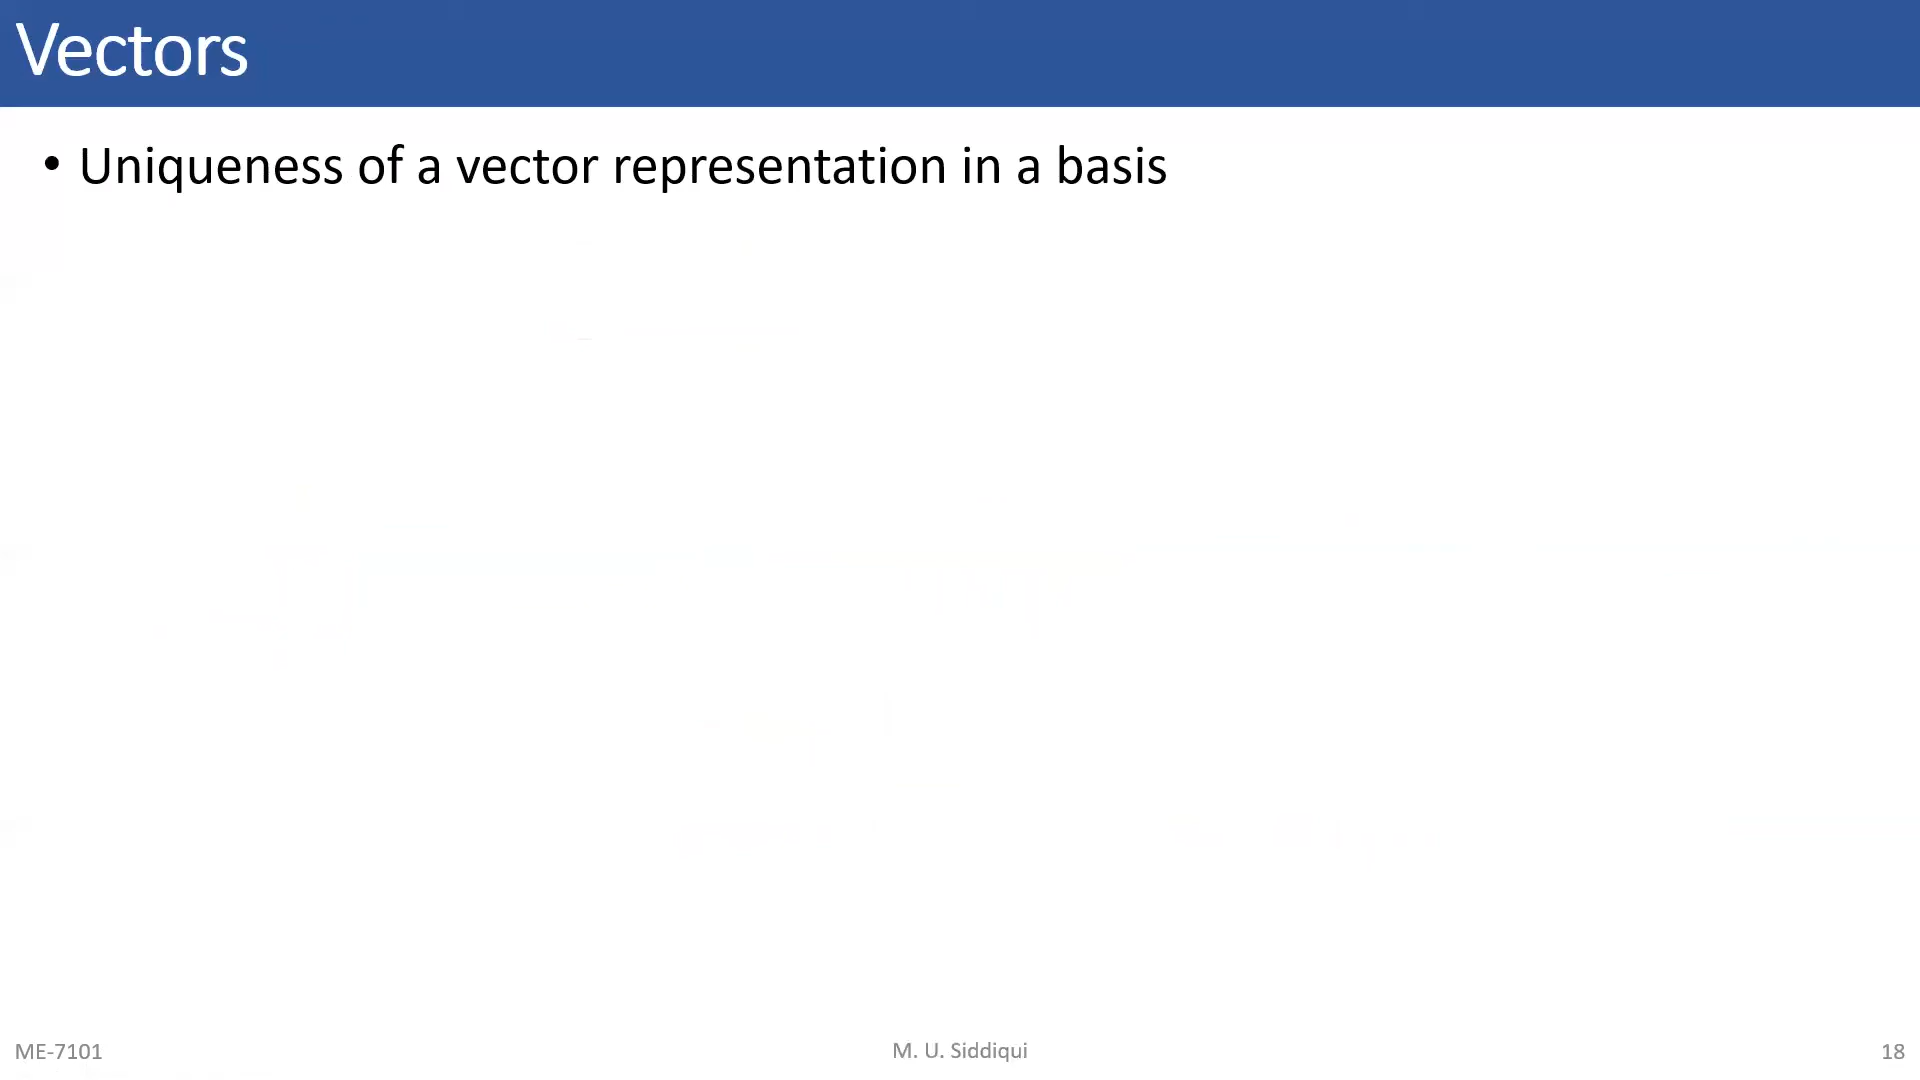 Vectors
• Uniqueness of a vector representation in a basis
ME-7101
M. U. Siddiqui
18